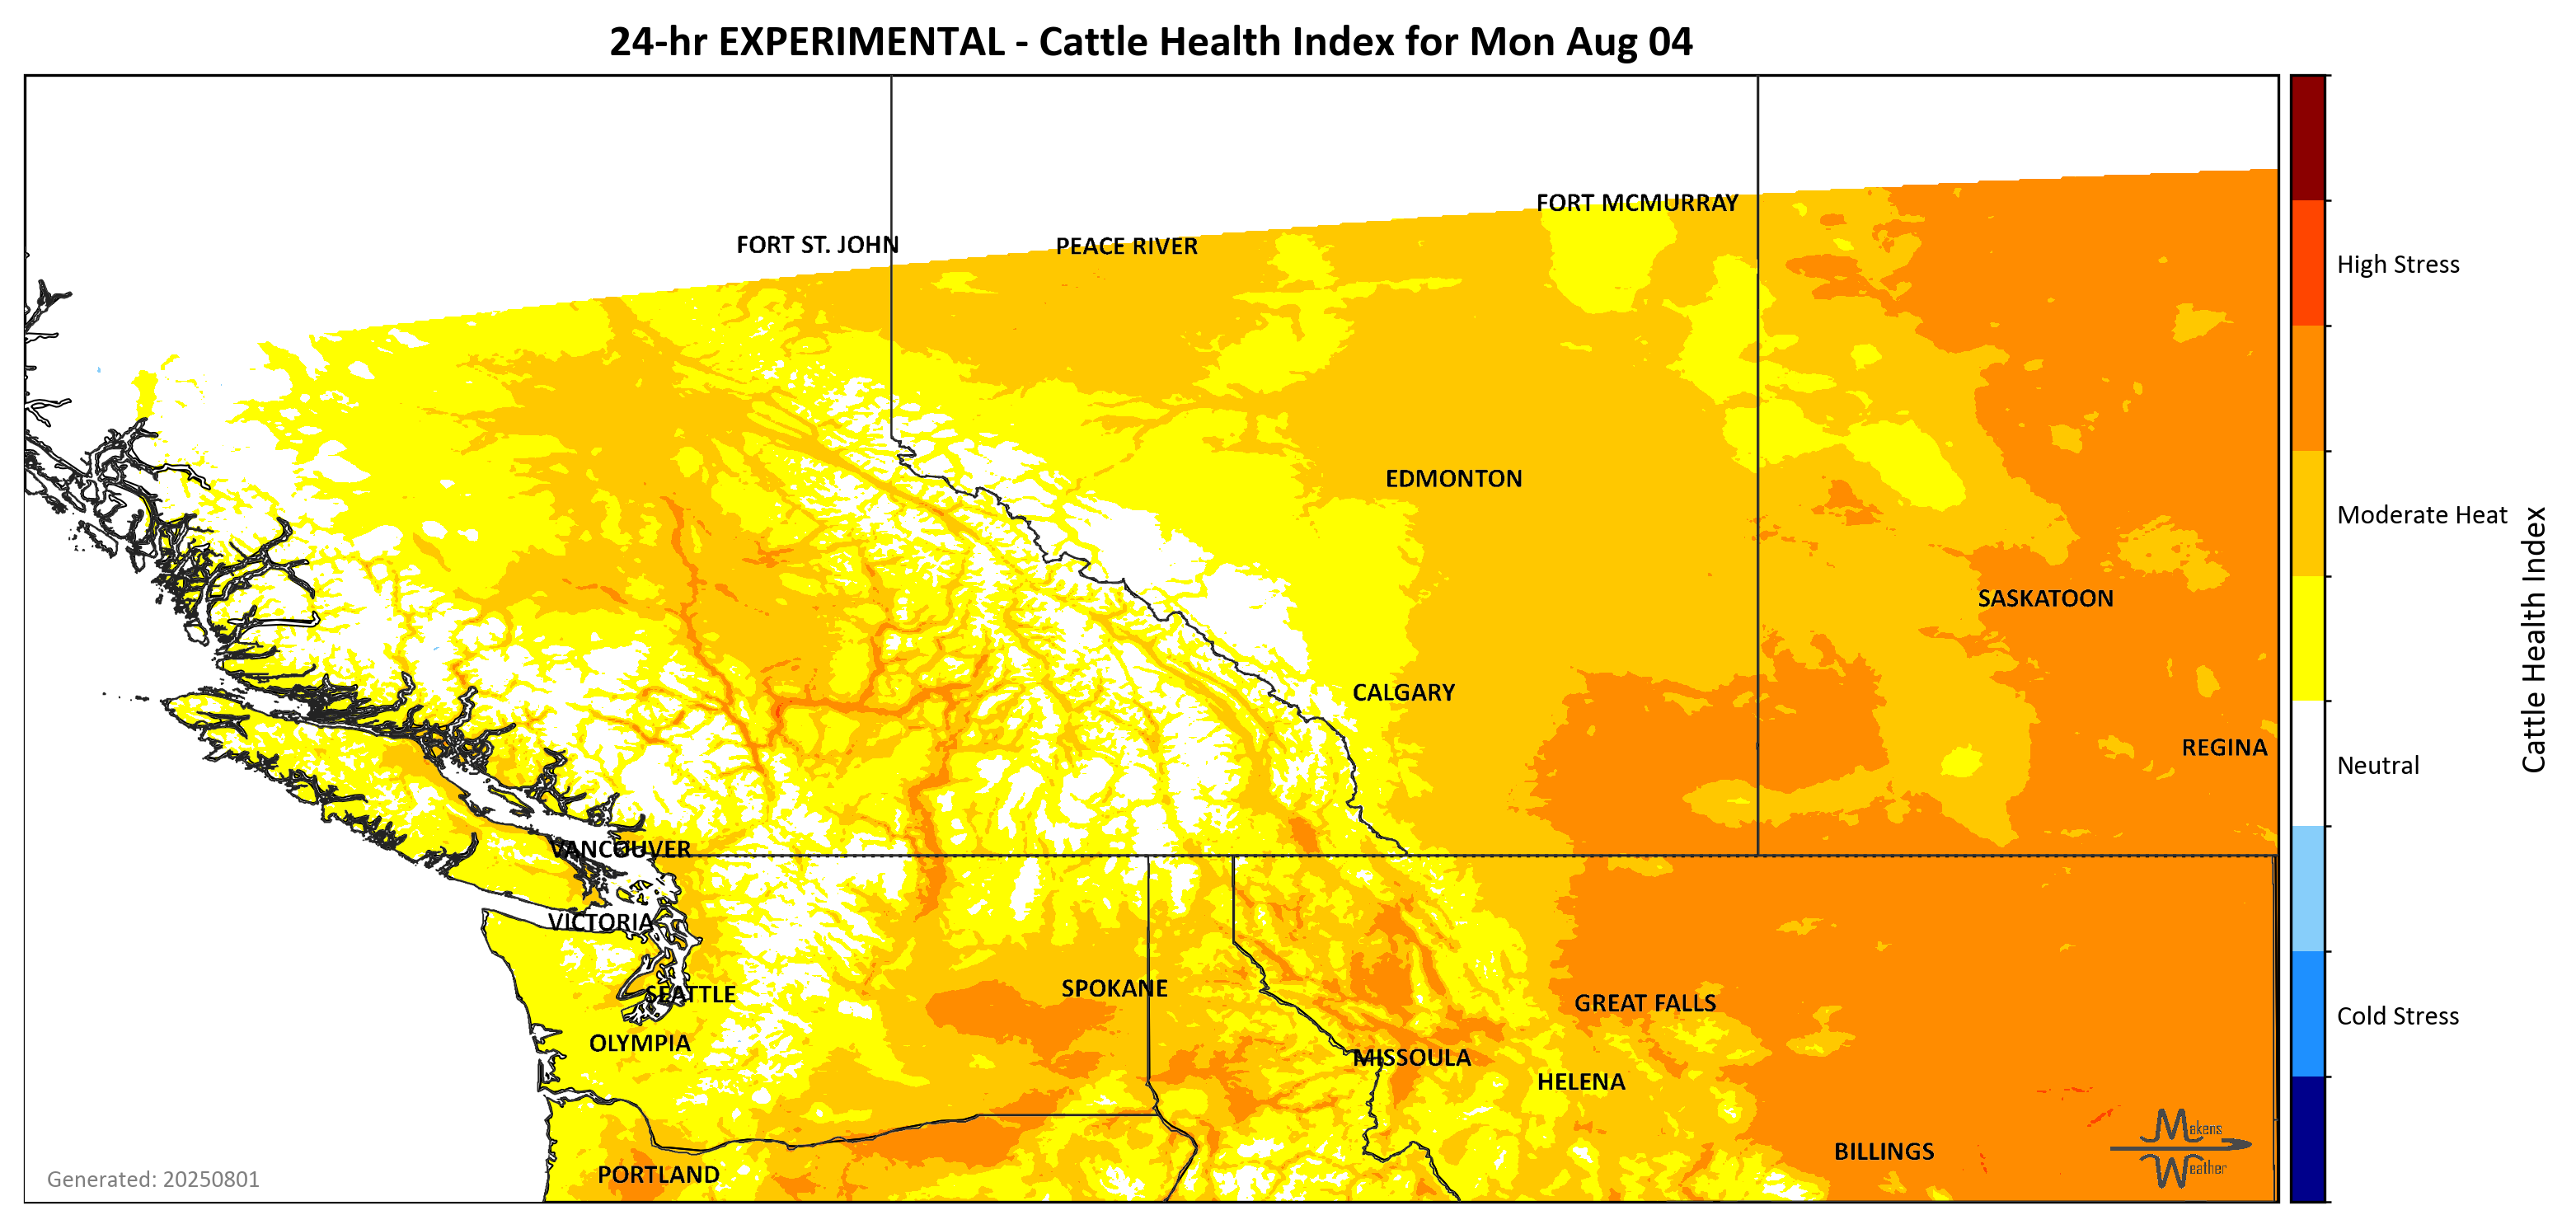 24-hr EXPERIMENTAL - Cattle Health Index for Mon Aug 04
FORT MCMURRAY
FORT ST. JOHN
PEACE RIVER
High Stress
EDMONTON
Moderate Heat
SASKATOON
CALGARY
REGINA
Cattle Health Index
Neutral
VANCOUVER
VICTORIA
SEATTLE
SPOKANE
GREAT FALLS
Cold Stress
OLYMPIA
MISSOULA
HELENA
Makens
Weather
BILLINGS
PORTLAND
Generated: 20250801